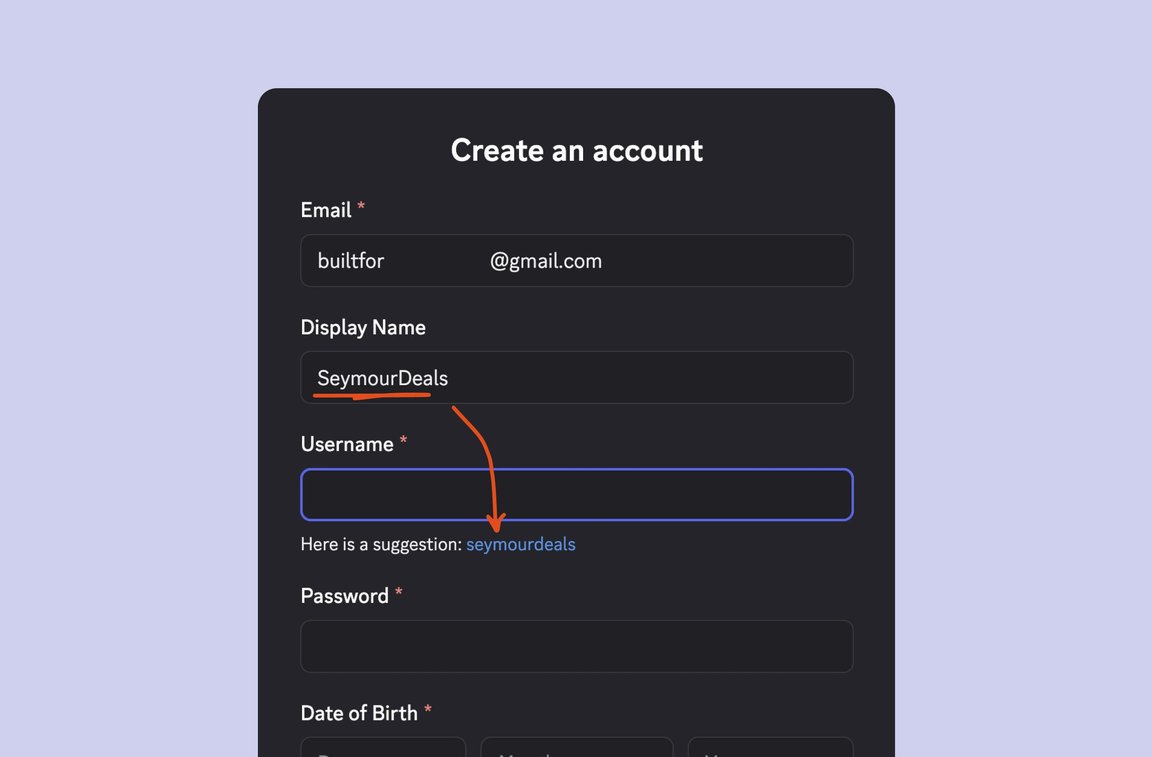 Create an account
Email *
builtfor @gmail.com
Display Name
SeymourDeals
Username *
Here is a suggestion: seymourdeals
Password *
Date of Birth *